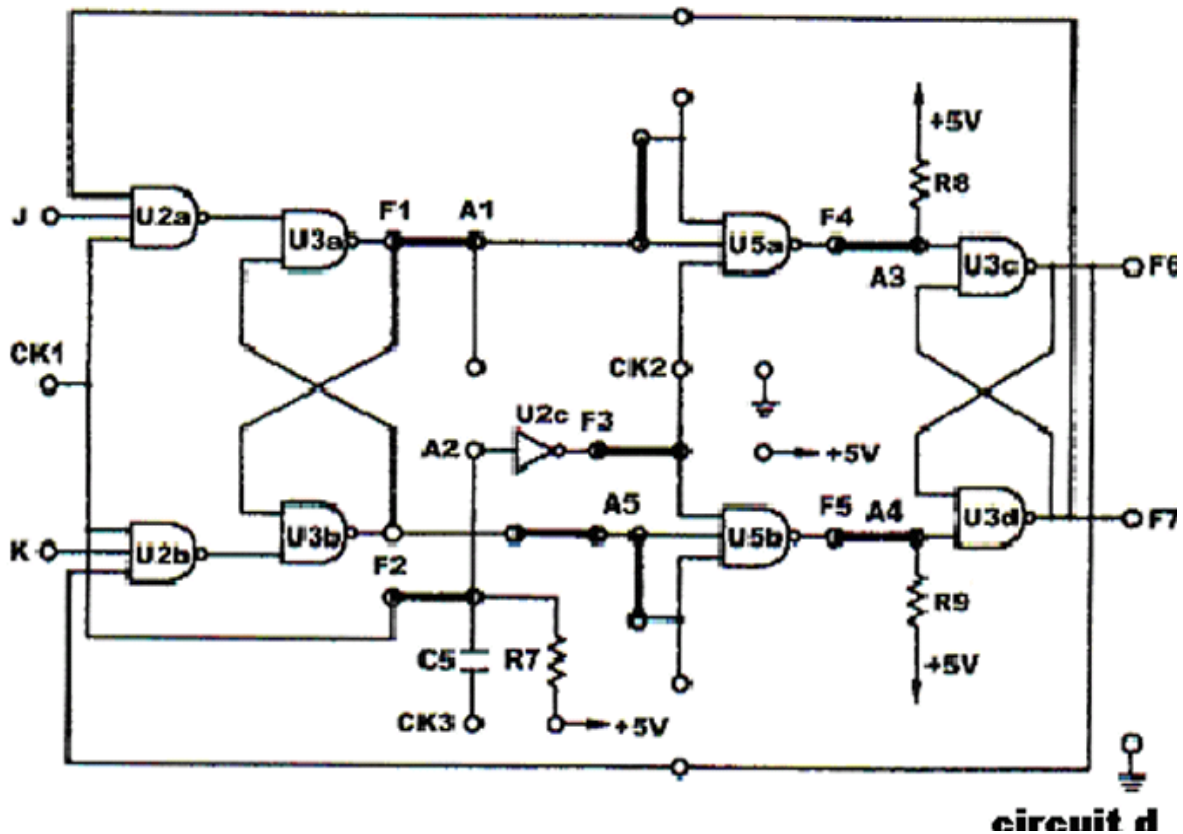 +5V
R8
J
U2a
U3a
F1
A1
U5a
F4
A3
U3c
F6
CK1
CK2
U2c
F3
A2
+5V
A5
F5
A4
U3d
F7
K
U2b
U3b
U5b
F2
R9
C5
R7
+5V
CK3
+5V
circuit d